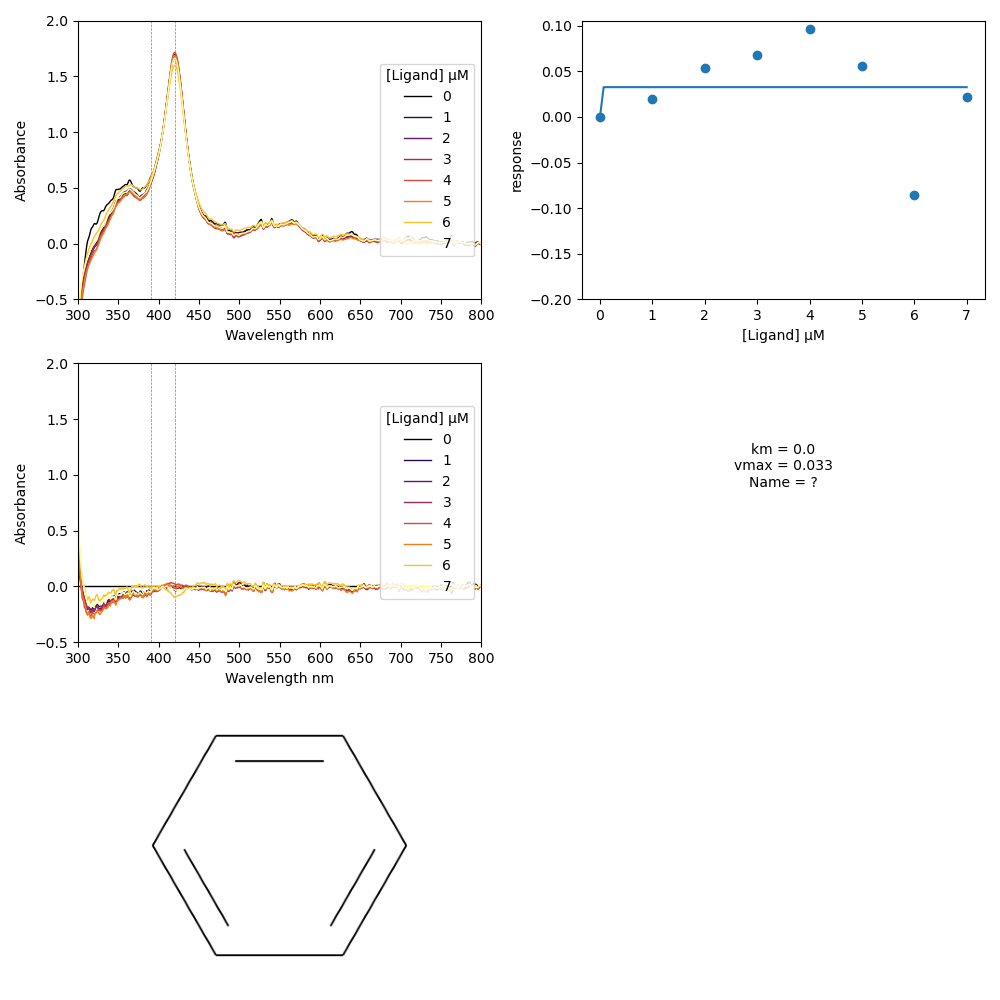 2.0
1.5
1.0
0.5
0.0
−0.5
Absorbance
300 350 400 450 500 550 600 650 700 750 800
Wavelength nm
[Ligand] μM
0
1
2
3
4
5
6
7
0.10
0.05
0.00
−0.05
−0.10
−0.15
−0.20
response
0 1 2 3 4 5 6 7
[Ligand] μM
2.0
1.5
1.0
0.5
0.0
−0.5
Absorbance
300 350 400 450 500 550 600 650 700 750 800
Wavelength nm
[Ligand] μM
0
1
2
3
4
5
6
7
km = 0.0
vmax = 0.033
Name = ?